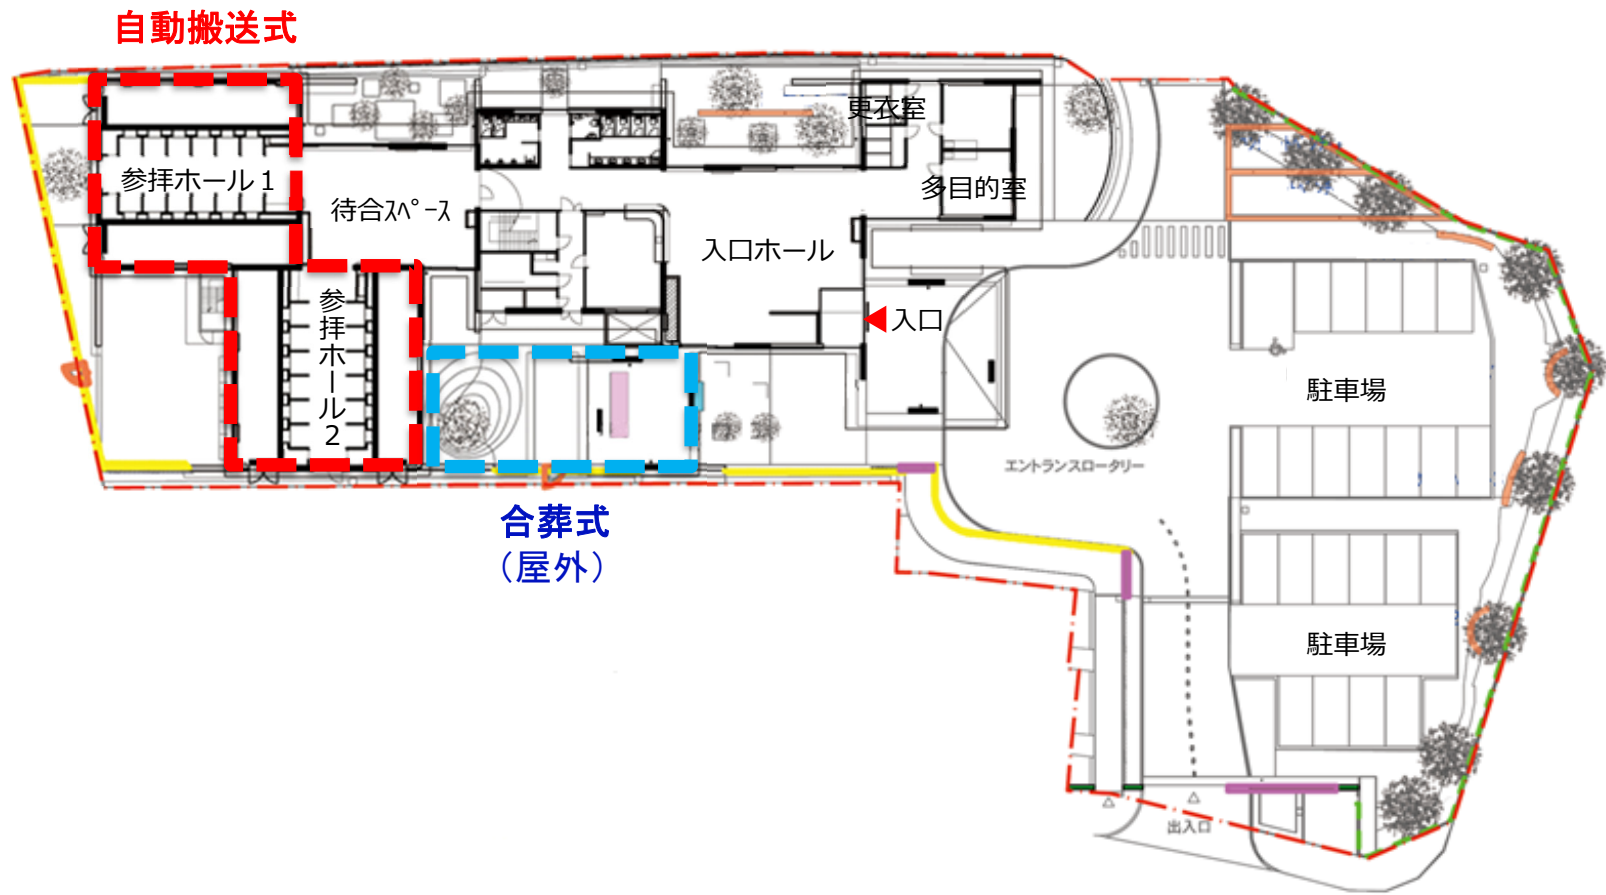 自動搬送式
更衣室
参拝ホール１
待合ｽﾍﾟｰｽ
多目的室
入口ホール
参拝ホール２
入口
駐車場
エントランスロータリー
合葬式
（屋外）
駐車場
出入口